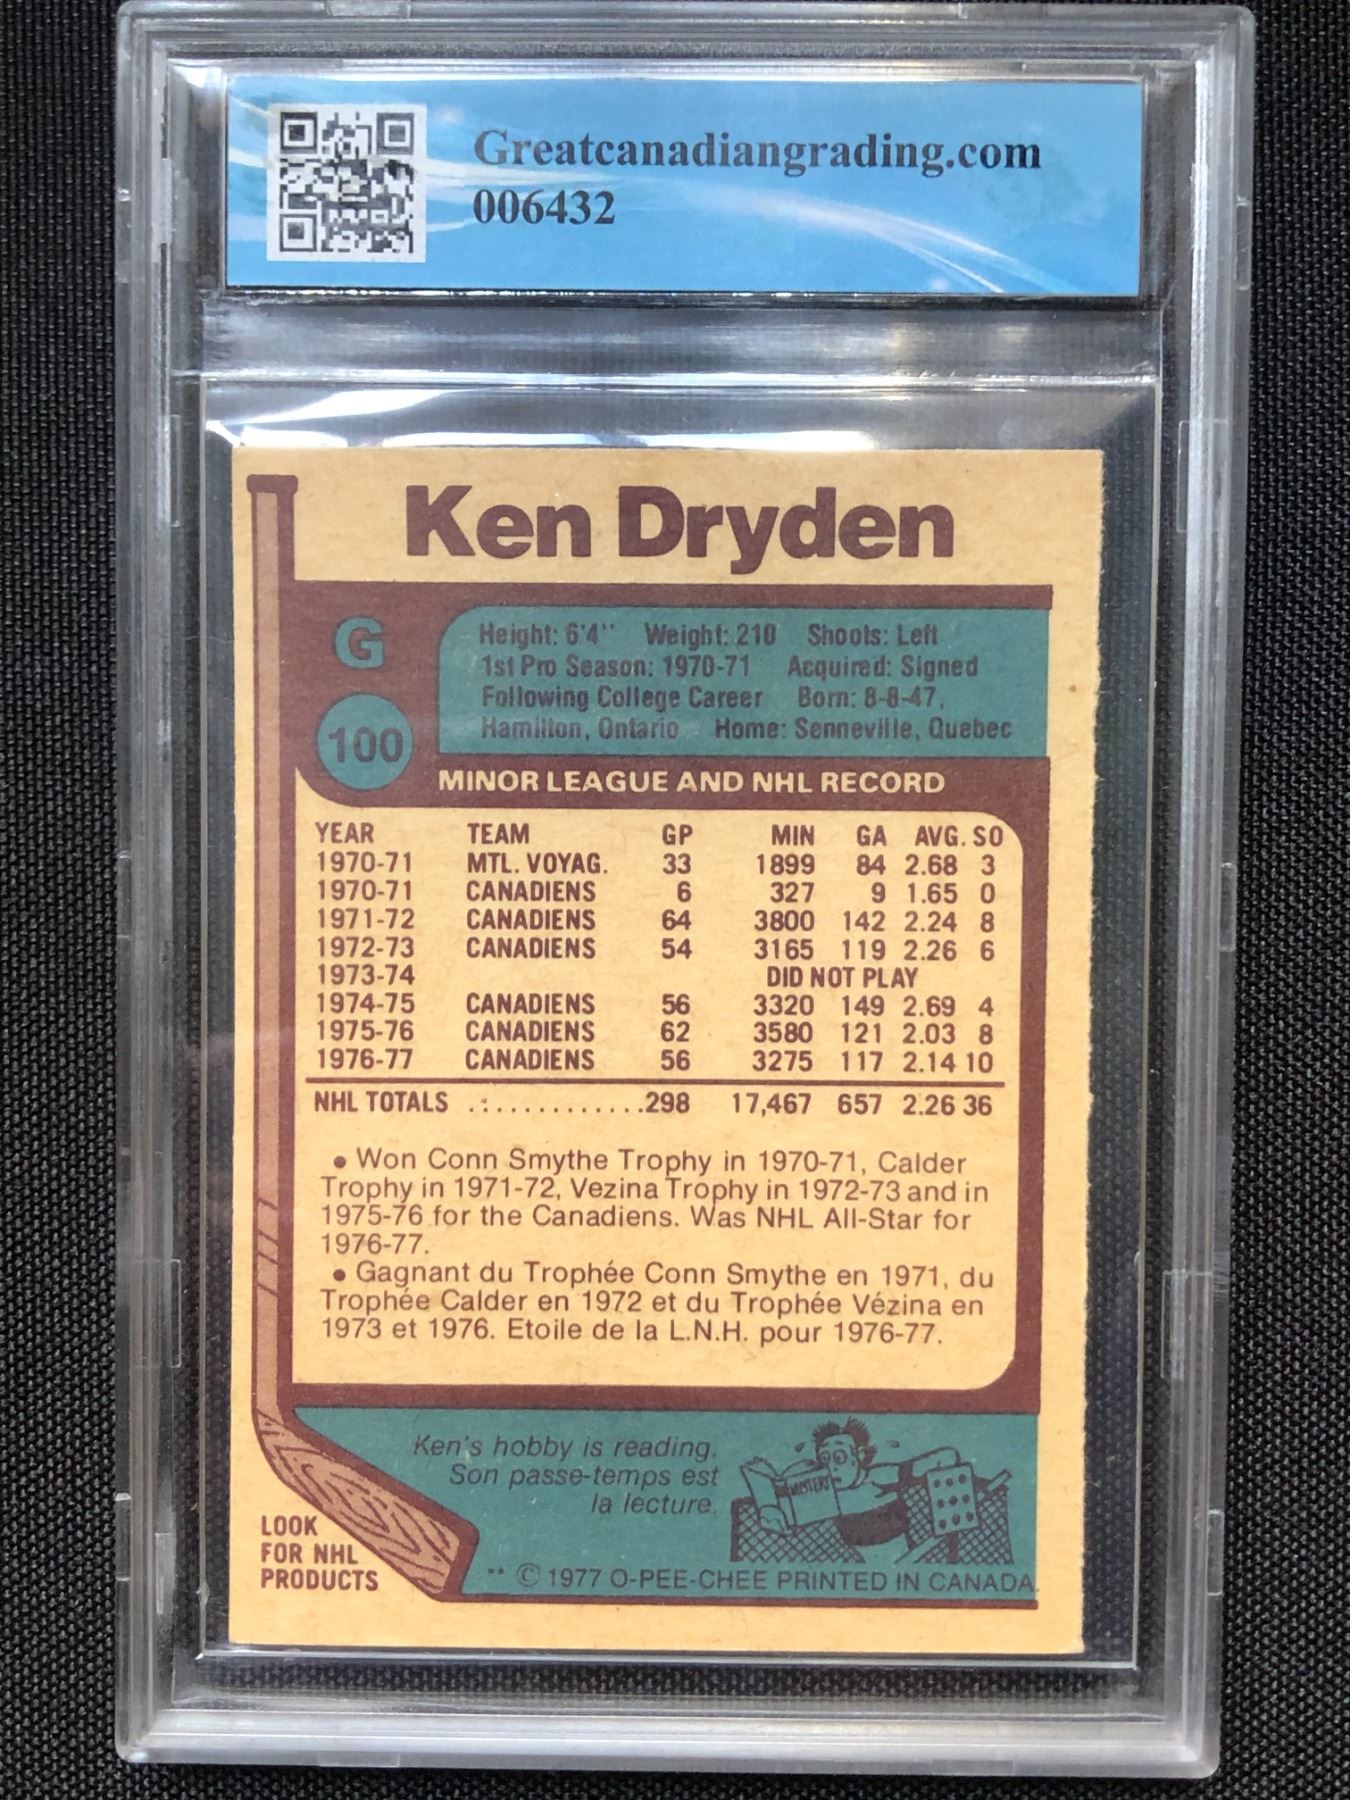 Greatcanadiangrading.com
006432
Ken Dryden
G
100
Height: 6'4'' Weight: 210 Shoots: Left
1st Pro Season: 1970-71 Acquired: Signed
Following College Career Born: 8-8-47,
Hamilton, Ontario Home: Senneville, Quebec
MINOR LEAGUE AND NHL RECORD
YEAR TEAM GP MIN GA AVG. SO
1970-71 MTL. VOYAG. 33 1899 84 2.68 3
1970-71 CANADIENS 6 327 9 1.65 0
1971-72 CANADIENS 64 3800 142 2.24 8
1972-73 CANADIENS 54 3165 119 2.26 6
1973-74 DID NOT PLAY
1974-75 CANADIENS 56 3320 149 2.69 4
1975-76 CANADIENS 62 3580 121 2.03 8
1976-77 CANADIENS 56 3275 117 2.14 10
NHL TOTALS ..............298 17,467 657 2.26 36
• Won Conn Smythe Trophy in 1970-71, Calder
Trophy in 1971-72, Vezina Trophy in 1972-73 and in
1975-76 for the Canadiens. Was NHL All-Star for
1976-77.
• Gagnant du Trophée Conn Smythe en 1971, du
Trophée Calder en 1972 et du Trophée Vézina en
1973 et 1976. Etoile de la L.N.H. pour 1976-77.
Ken's hobby is reading.
Son passe-temps est
la lecture.
MYSTERY
LOOK
FOR NHL
PRODUCTS
** © 1977 O-PEE-CHEE PRINTED IN CANADA.